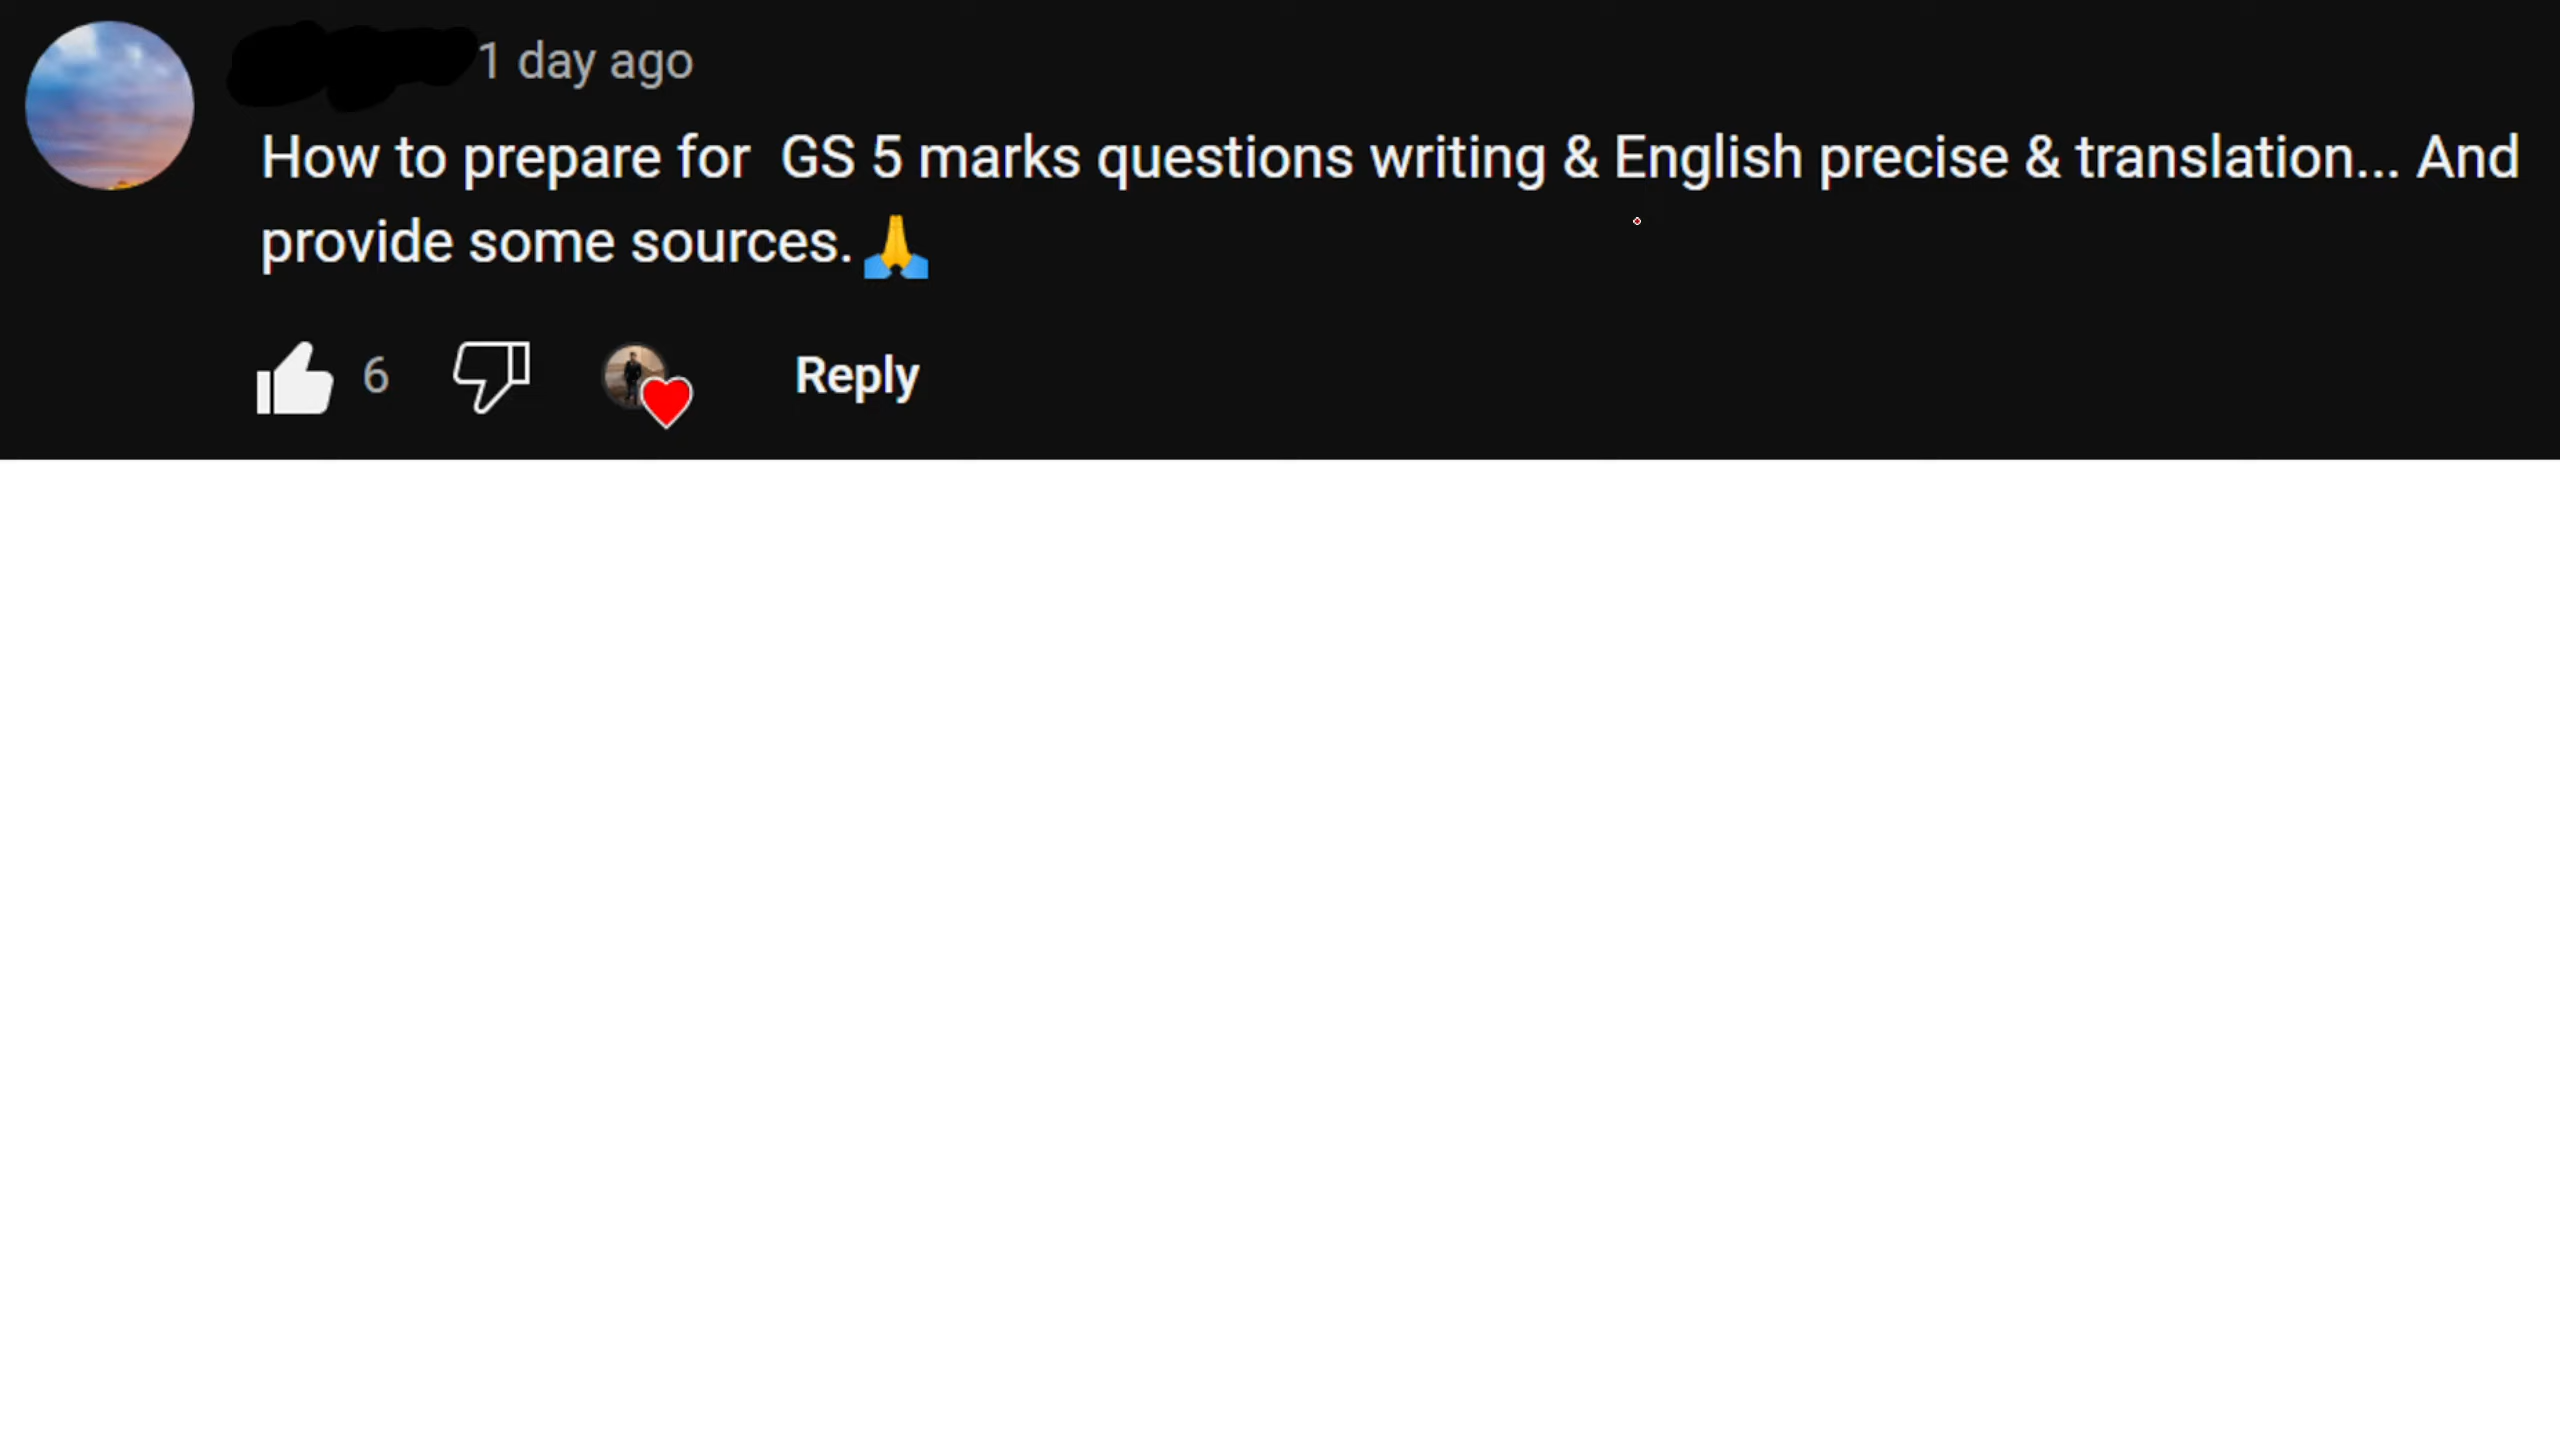 1 day ago
How to prepare for  GS 5 marks questions writing & English precise & translation... And
provide some sources.🙏
6
Reply